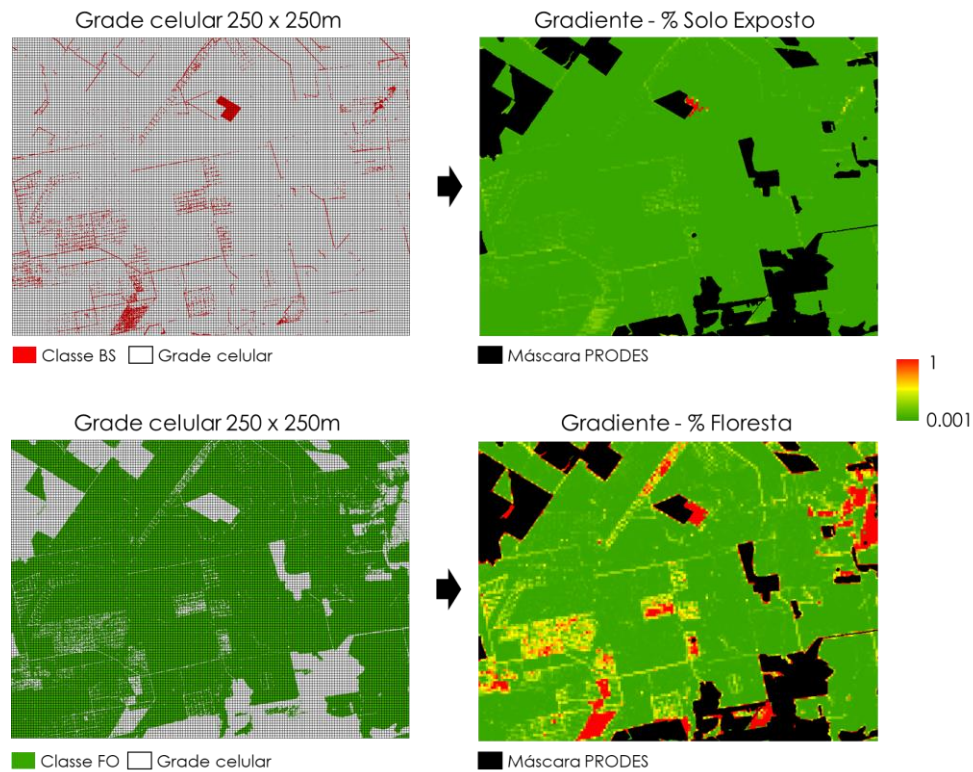 Grade celular 250 x 250m
Gradiente - % Solo Exposto
Classe BS
Grade celular
Máscara PRODES
1
0.001
Grade celular 250 x 250m
Gradiente - % Floresta
Classe FO
Grade celular
Máscara PRODES